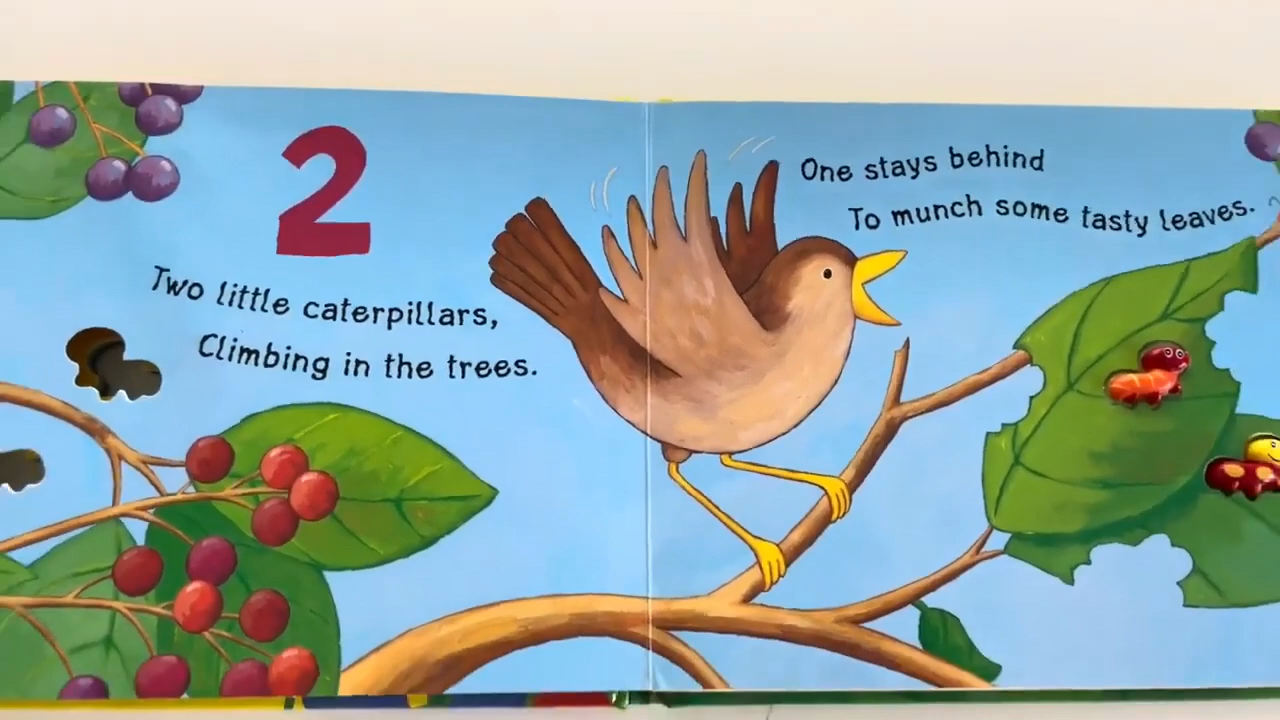 2
Two little caterpillars,
Climbing in the trees.
One stays behind
To munch some tasty leaves.